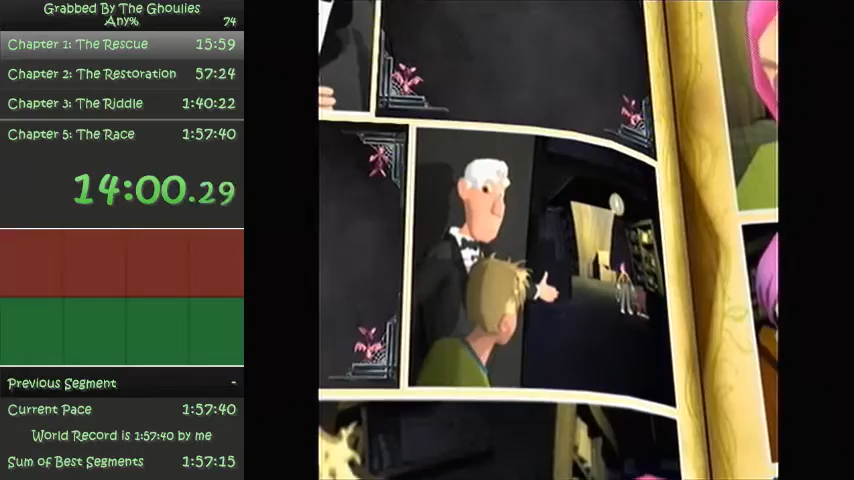 Grabbed By The Ghoulies
Any% 74
Chapter 1: The Rescue 15:59
Chapter 2: The Restoration 57:24
Chapter 3: The Riddle 1:40:22
Chapter 5: The Race 1:57:40
14:00.29
Previous Segment -
Current Pace 1:57:40
World Record is 1:57:40 by me
Sum of Best Segments 1:57:15